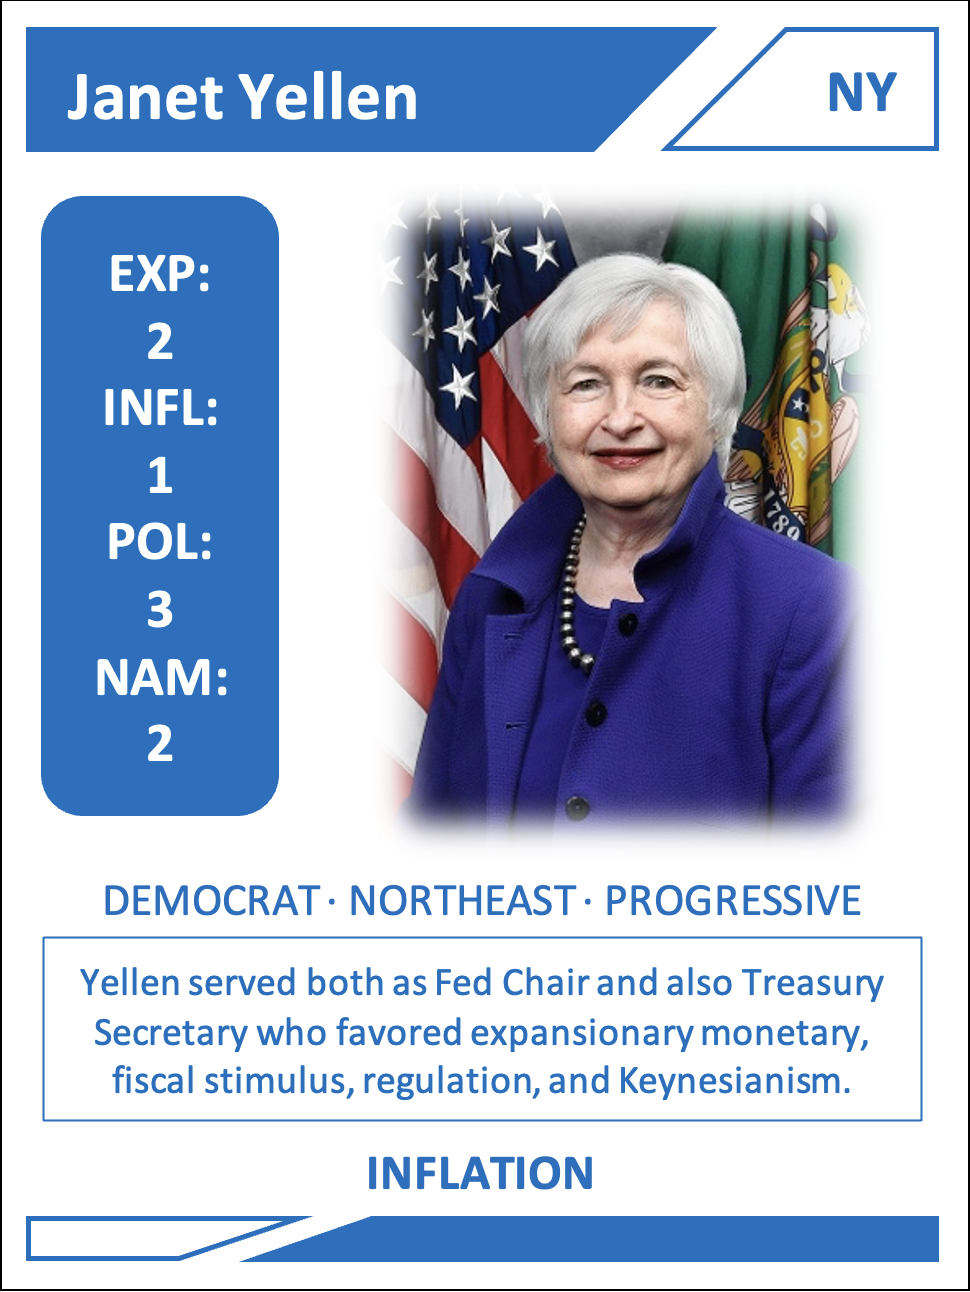 Janet Yellen
NY
EXP:
2
INFL:
1
POL:
3
NAM:
2
1789
DEMOCRAT · NORTHEAST · PROGRESSIVE
Yellen served both as Fed Chair and also Treasury
Secretary who favored expansionary monetary,
fiscal stimulus, regulation, and Keynesianism.
INFLATION